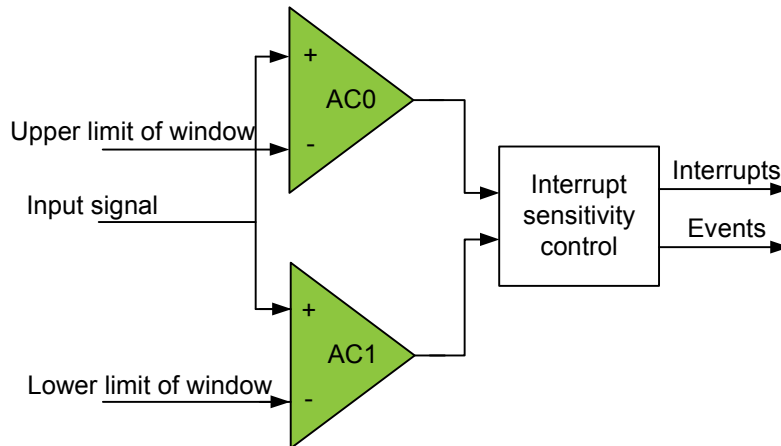 +
AC0
-
Upper limit of window
Input signal
+
AC1
-
Lower limit of window
Interrupt
sensitivity
control
Interrupts
Events